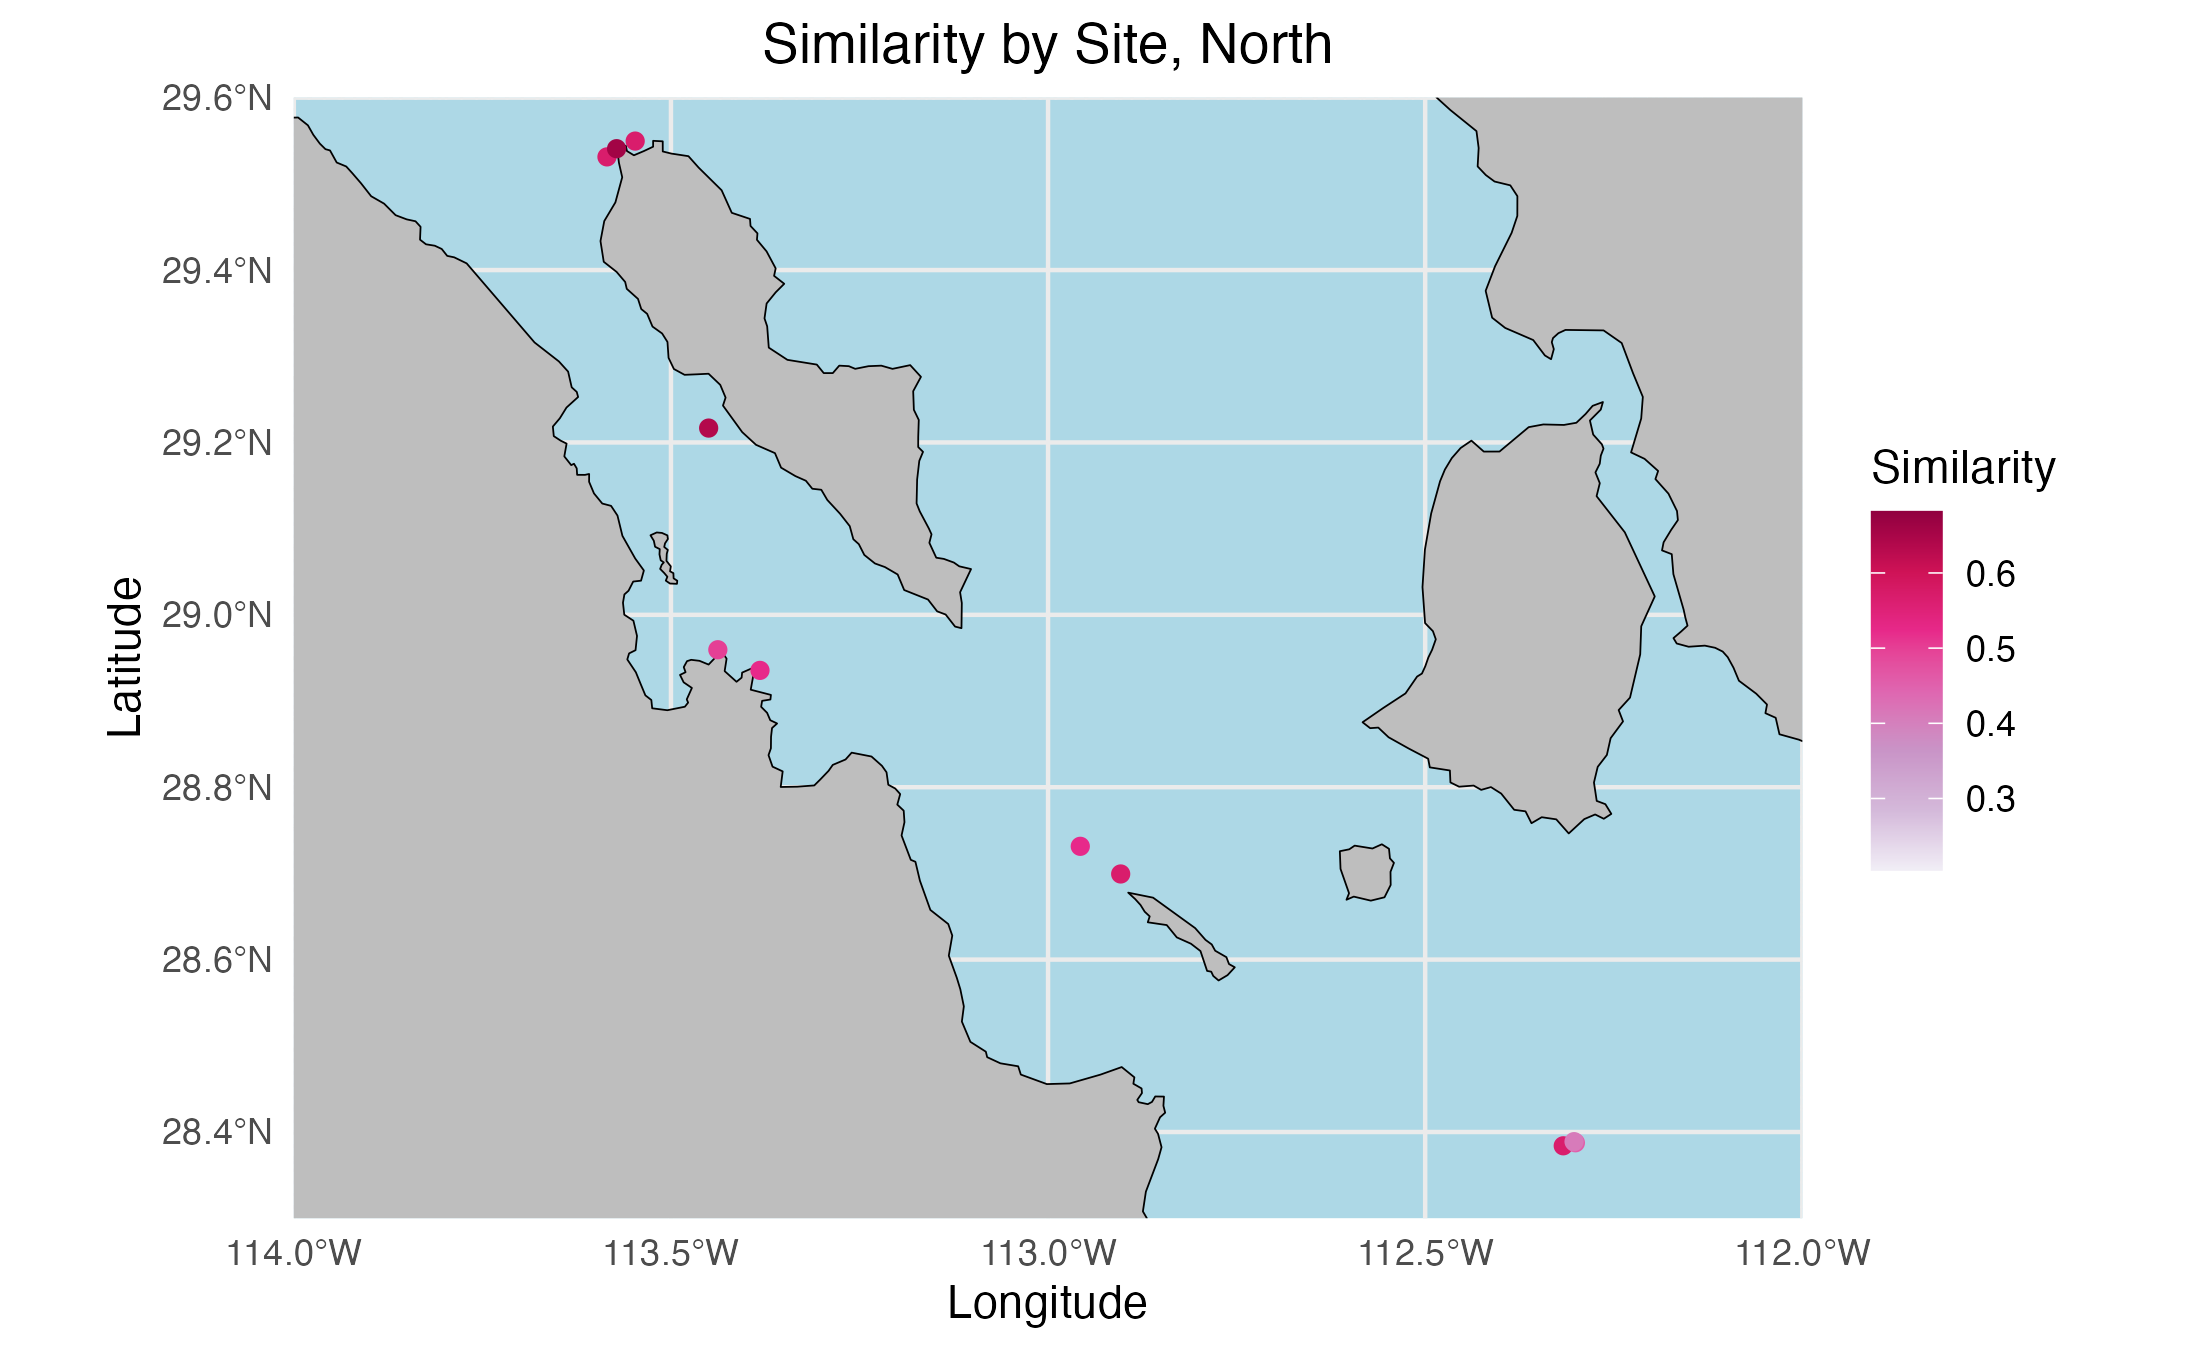 Similarity by Site, North
29.6°N
29.4°N
29.2°N
29.0°N
28.8°N
28.6°N
28.4°N
Latitude
114.0°W
113.5°W
113.0°W
112.5°W
112.0°W
Longitude
Similarity
0.6
0.5
0.4
0.3